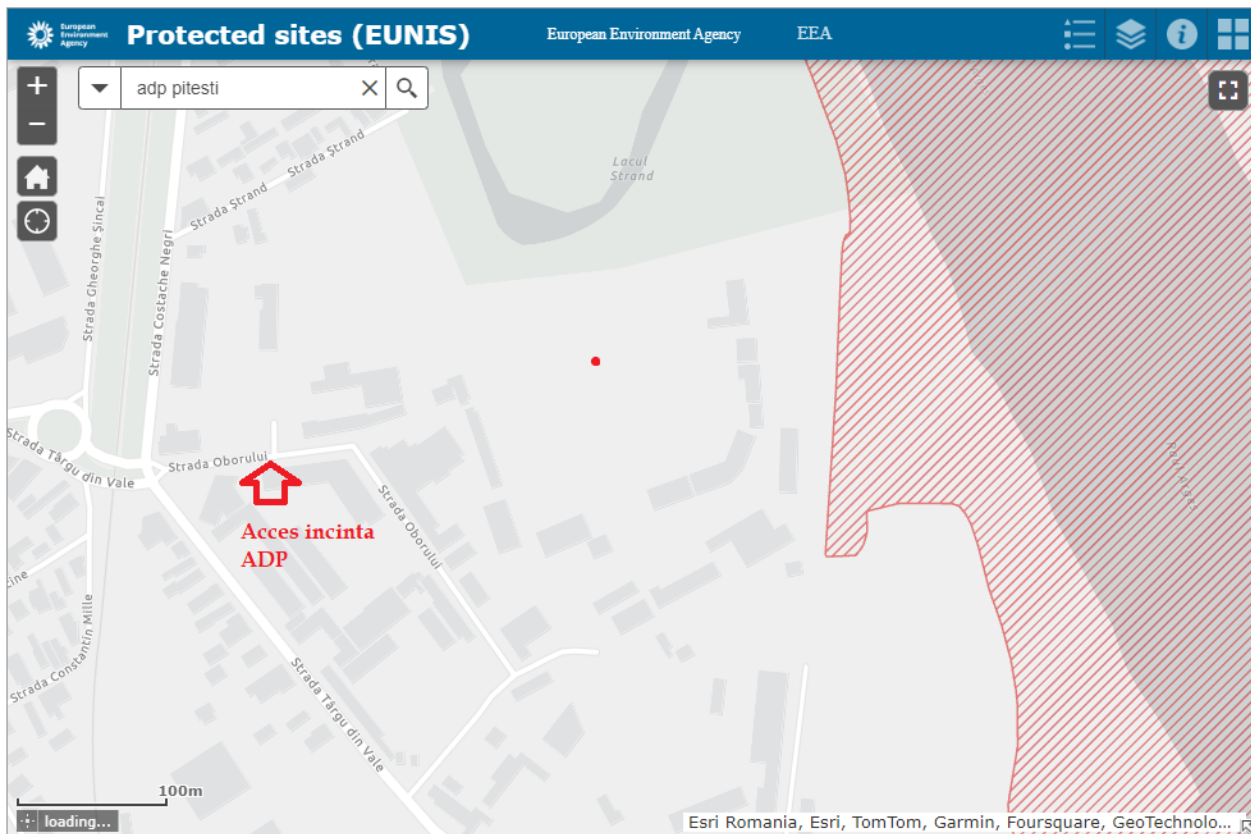 European
Environment
Agency
Protected sites (EUNIS)
European Environment Agency
EEA
+
−
adp pitesti
Strada Ștrand
Strada Ștrand
Lacul
Strand
Strada Gheorghe Șincai
Strada Costache Negri
Strada Târgu din Vale
Strada Oborului
Acces incinta
ADP
Strada Oborului
Strada Constantin Mille
Strada Târgu din Vale
100m
loading...
Esri Romania, Esri, TomTom, Garmin, Foursquare, GeoTechnolo...